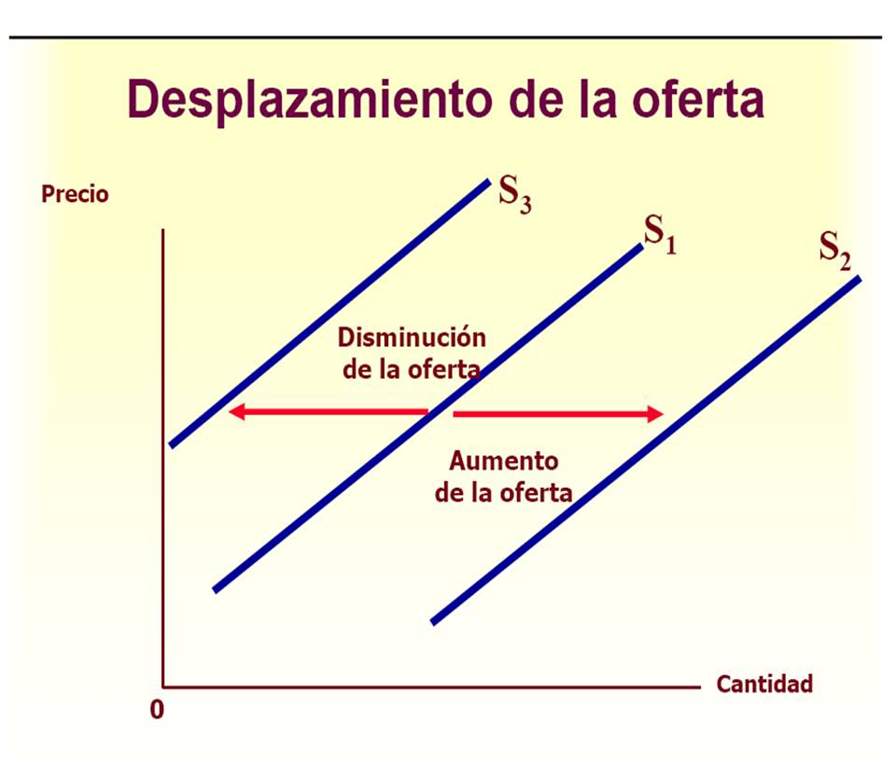 Desplazamiento de la oferta
Precio
S3
S1
S2
Disminución
de la oferta
Aumento
de la oferta
Cantidad
0